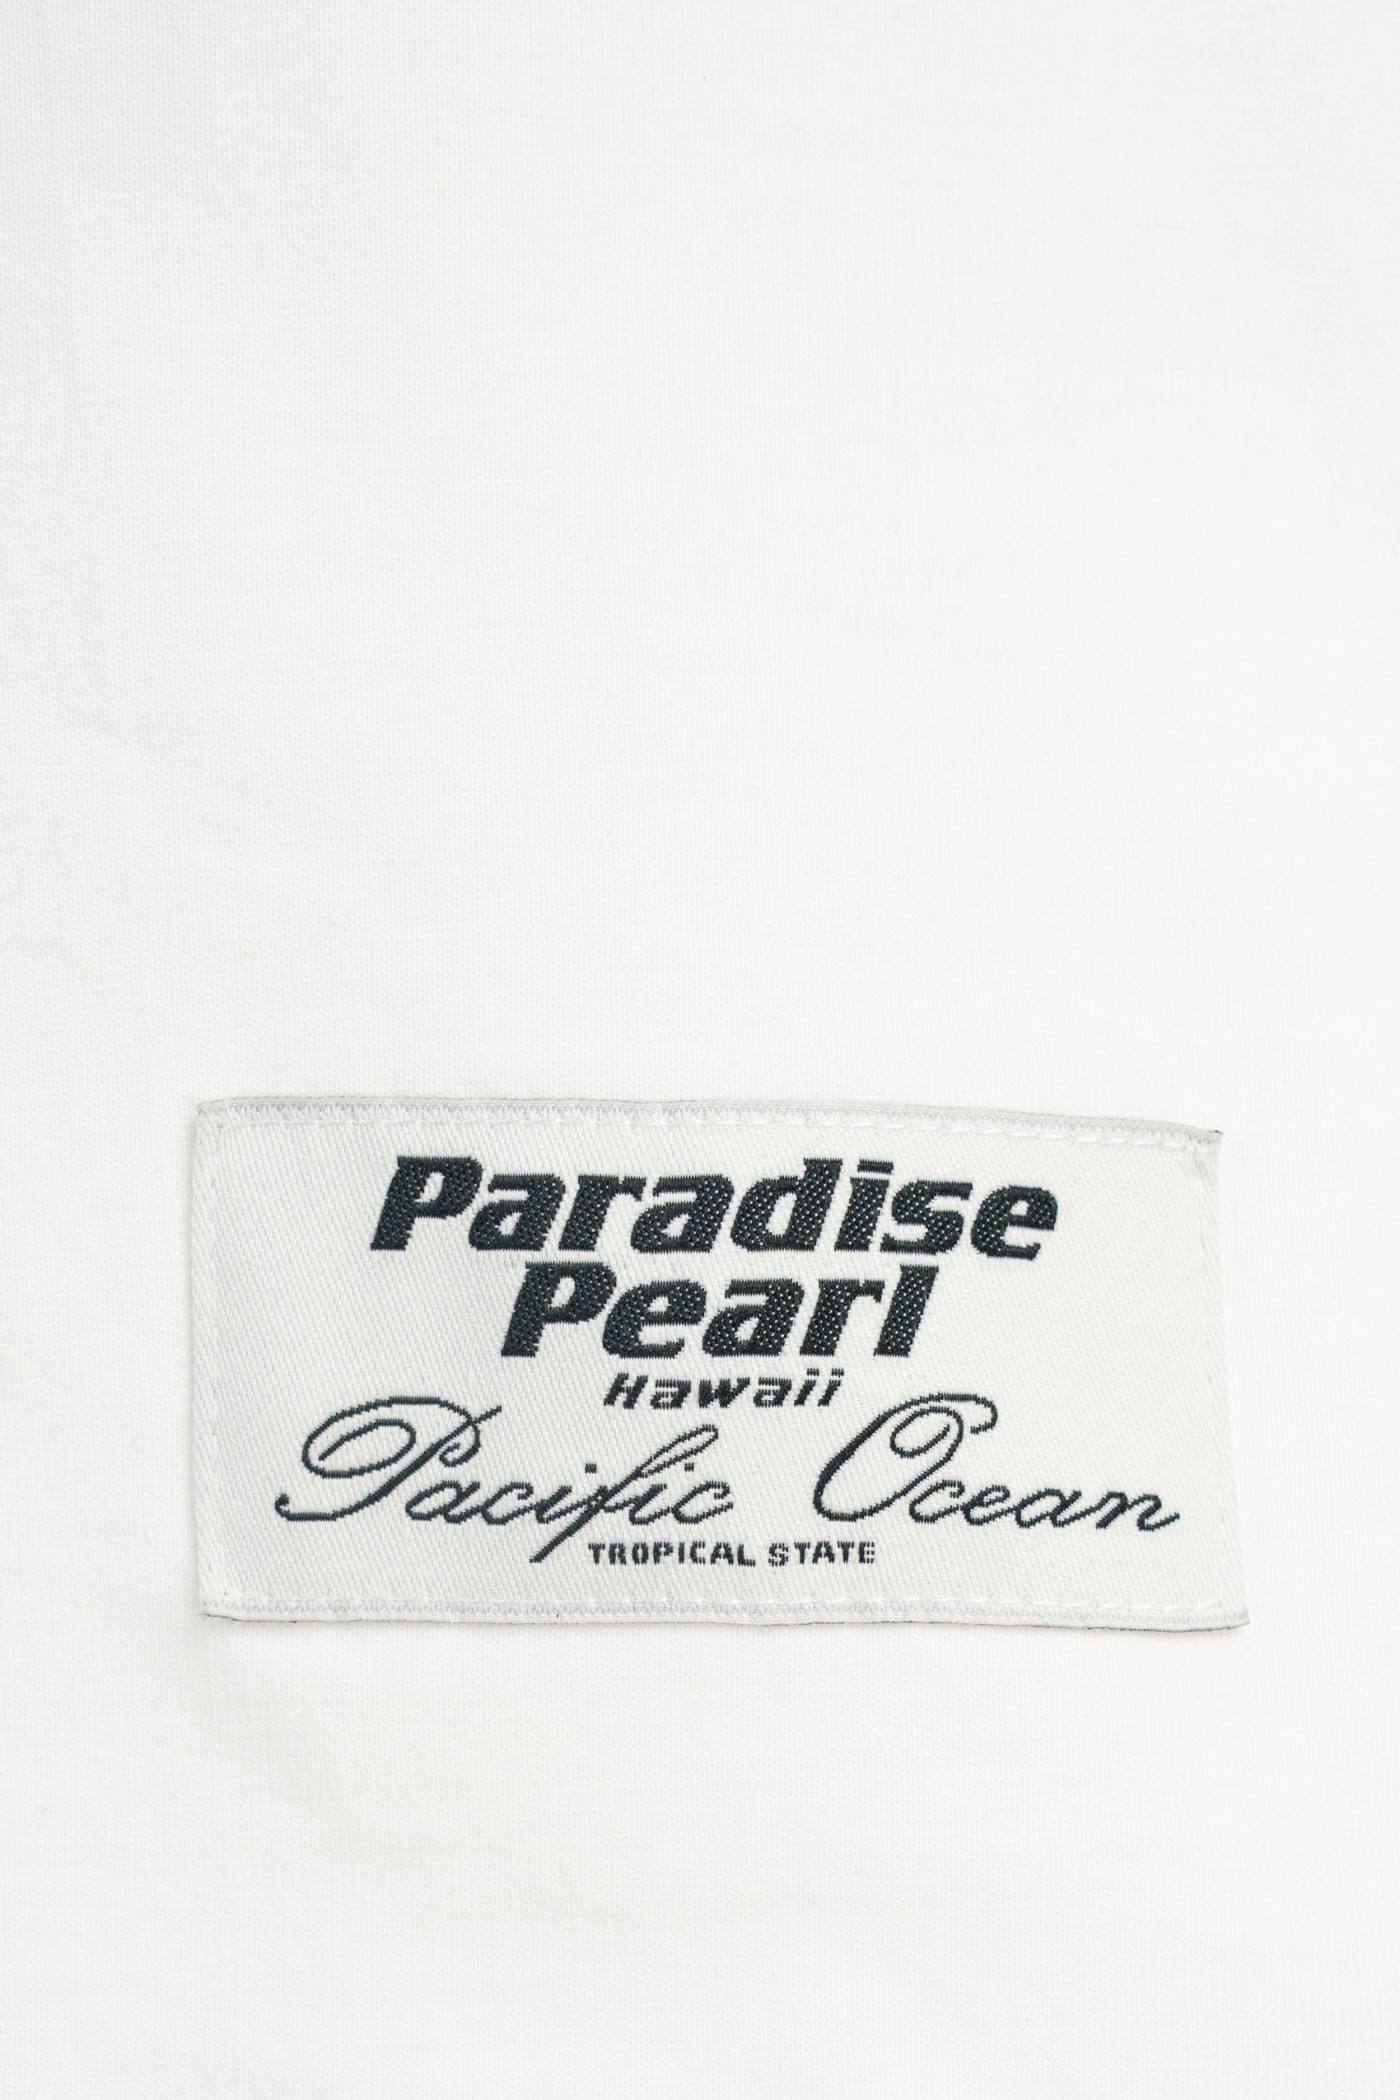 Paradise
Pearl
Hawaii
Pacific Ocean
TROPICAL STATE